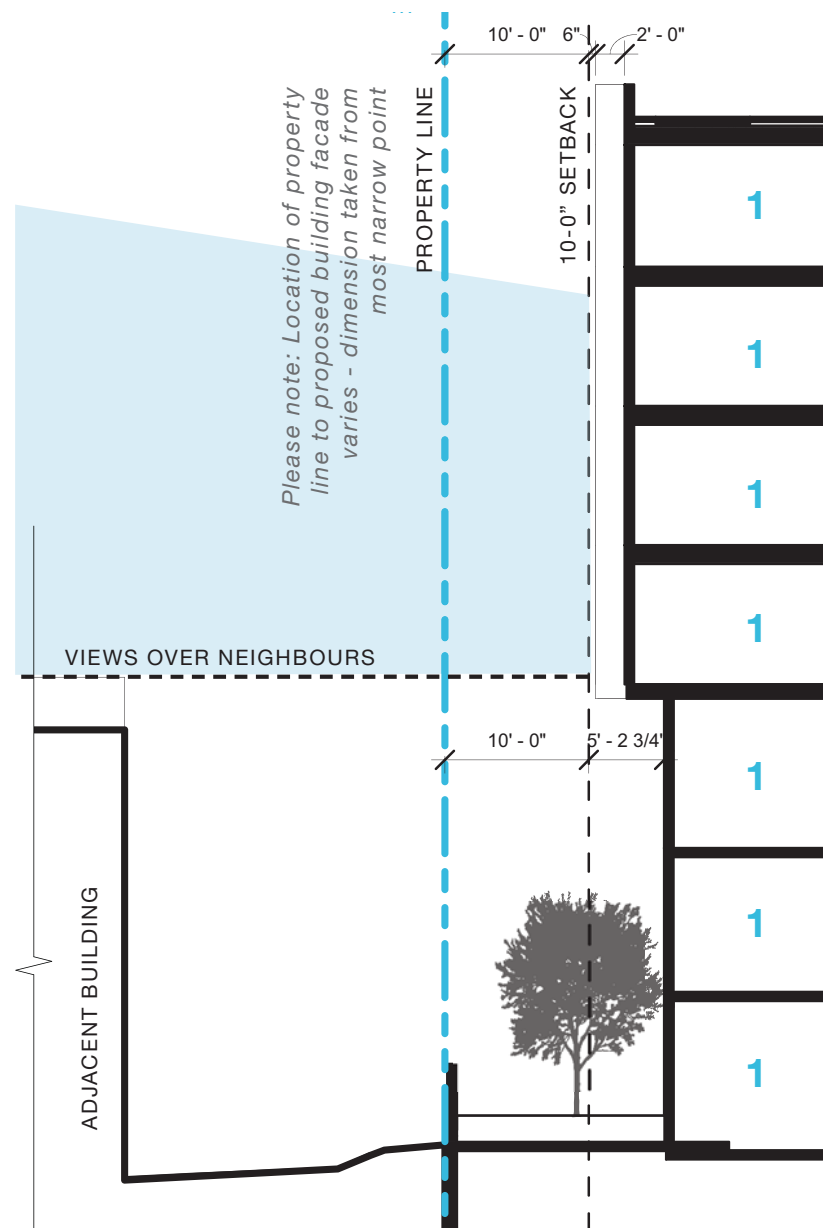 10' - 0" 6" 2' - 0"
Please note: Location of property
line to proposed building facade
varies - dimension taken from
most narrow point
PROPERTY LINE
10-0" SETBACK
1
1
1
1
VIEWS OVER NEIGHBOURS
10' - 0" 5' - 2 3/4"
1
1
1
ADJACENT BUILDING